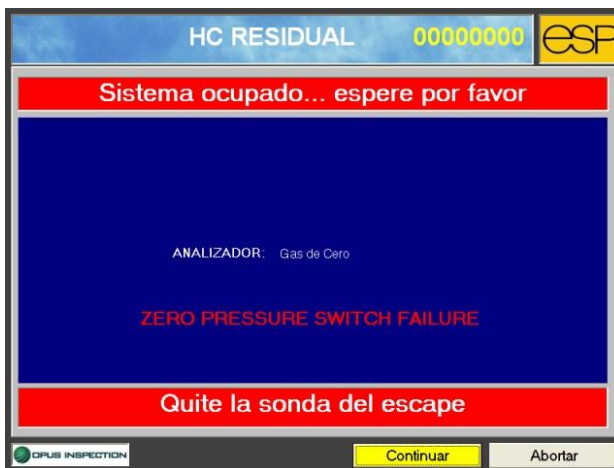 HC RESIDUAL 00000000 esp
Sistema ocupado... espere por favor
ANALIZADOR: Gas de Cero
ZERO PRESSURE SWITCH FAILURE
Quite la sonda del escape
OPUS INSPECTION Continuar Abortar